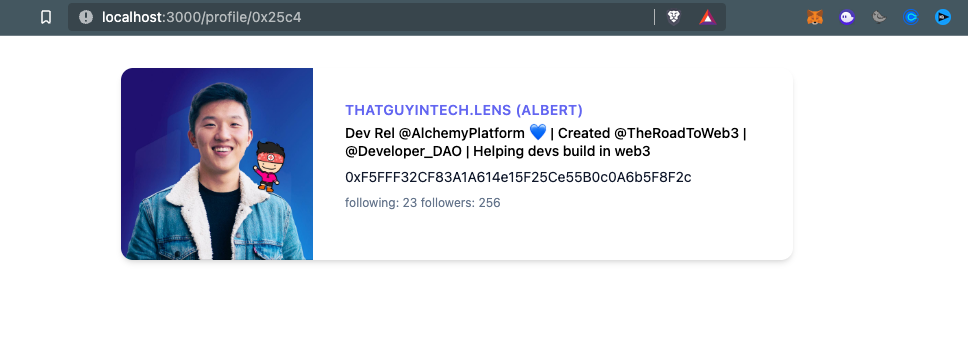 localhost:3000/profile/0x25c4
THATGUYINTECH.LENS (ALBERT)
Dev Rel @AlchemyPlatform 💙 | Created @TheRoadToWeb3 |
@Developer_DAO | Helping devs build in web3
0xF5FFF32CF83A1A614e15F25Ce55B0c0A6b5F8F2c
following: 23 followers: 256